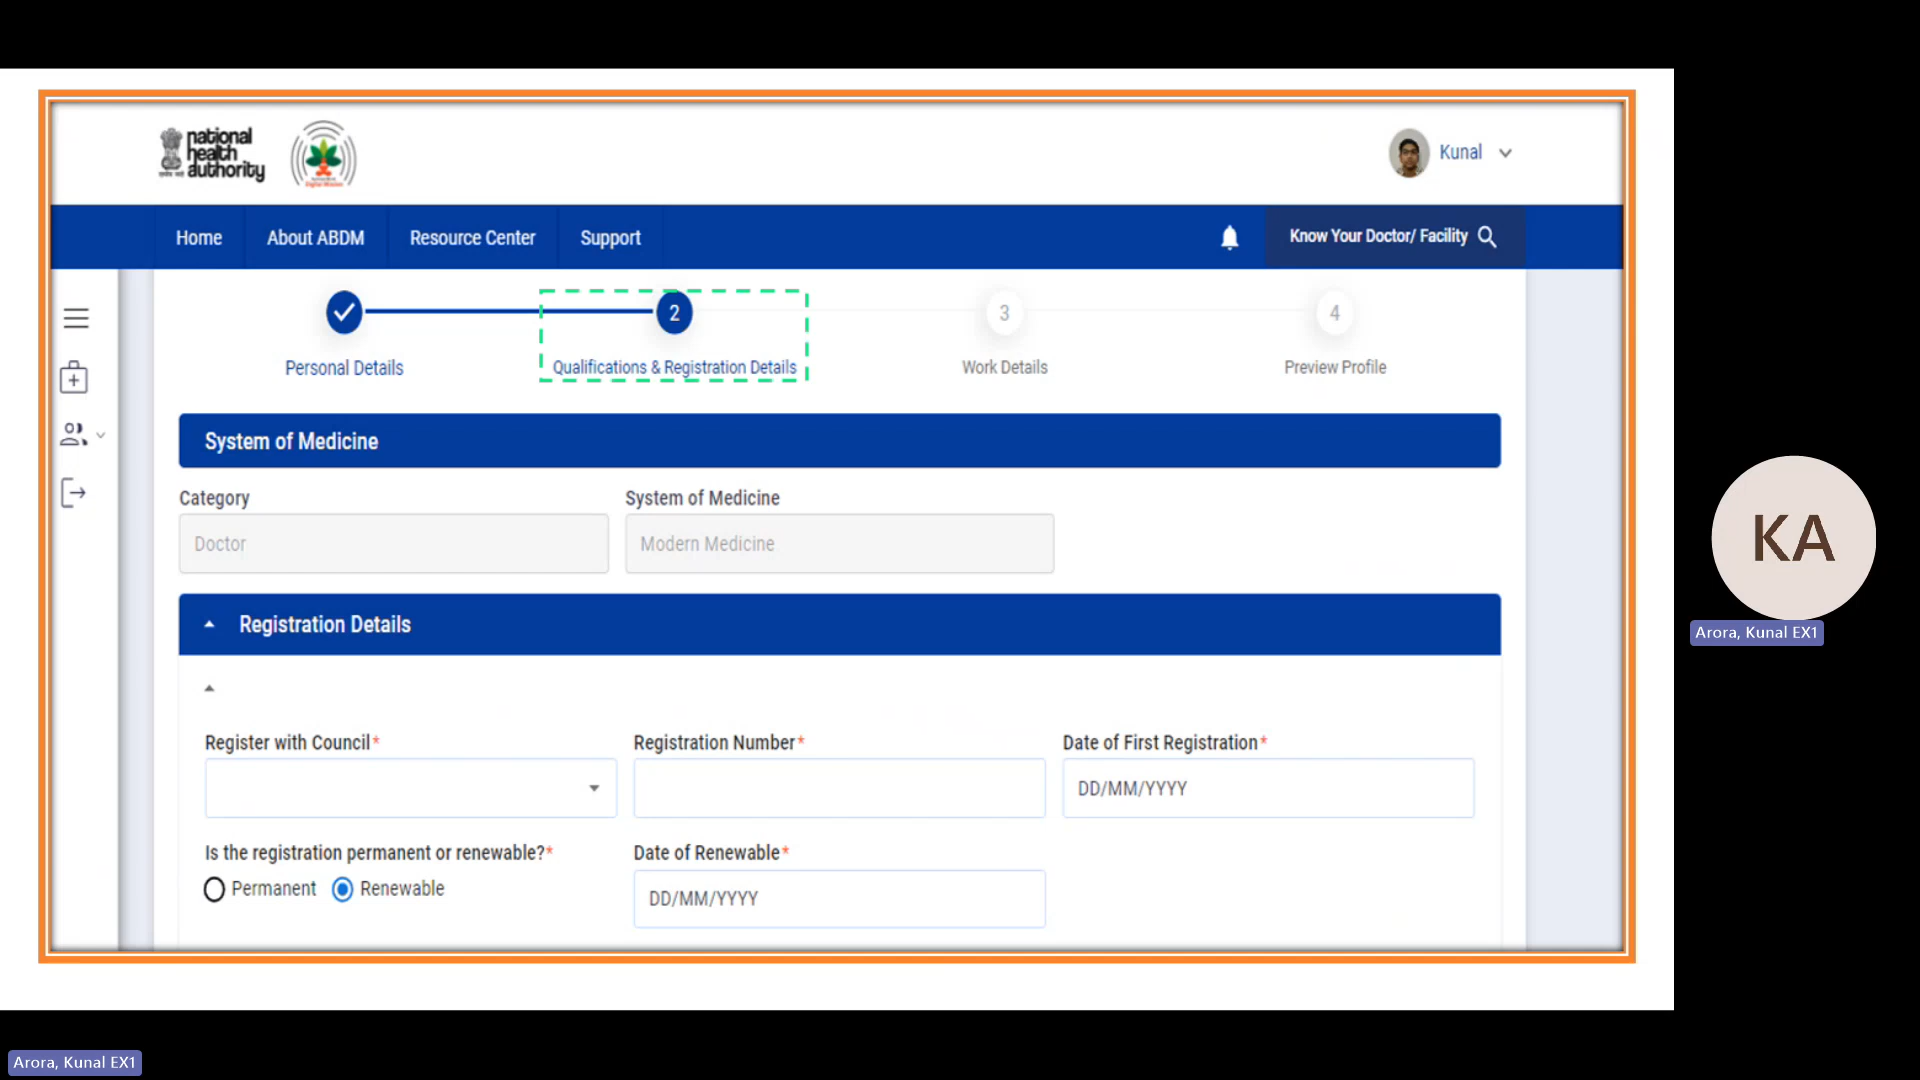 national
health
authority
Digital Mission
Kunal
Home
About ABDM
Resource Center
Support
Know Your Doctor/ Facility
2
3
4
Personal Details
Qualifications & Registration Details
Work Details
Preview Profile
System of Medicine
Category
System of Medicine
Doctor
Modern Medicine
Registration Details
Register with Council*
Registration Number*
Date of First Registration*
DD/MM/YYYY
Is the registration permanent or renewable?*
Date of Renewable*
Permanent
Renewable
DD/MM/YYYY
KA
Arora, Kunal EX1
Arora, Kunal EX1